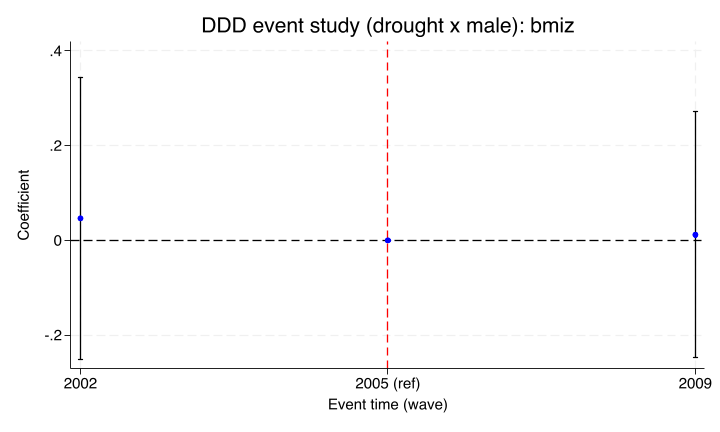 DDD event study (drought x male): bmiz
Coefficient
.4
.2
0
-.2
2002
2005 (ref)
2009
Event time (wave)